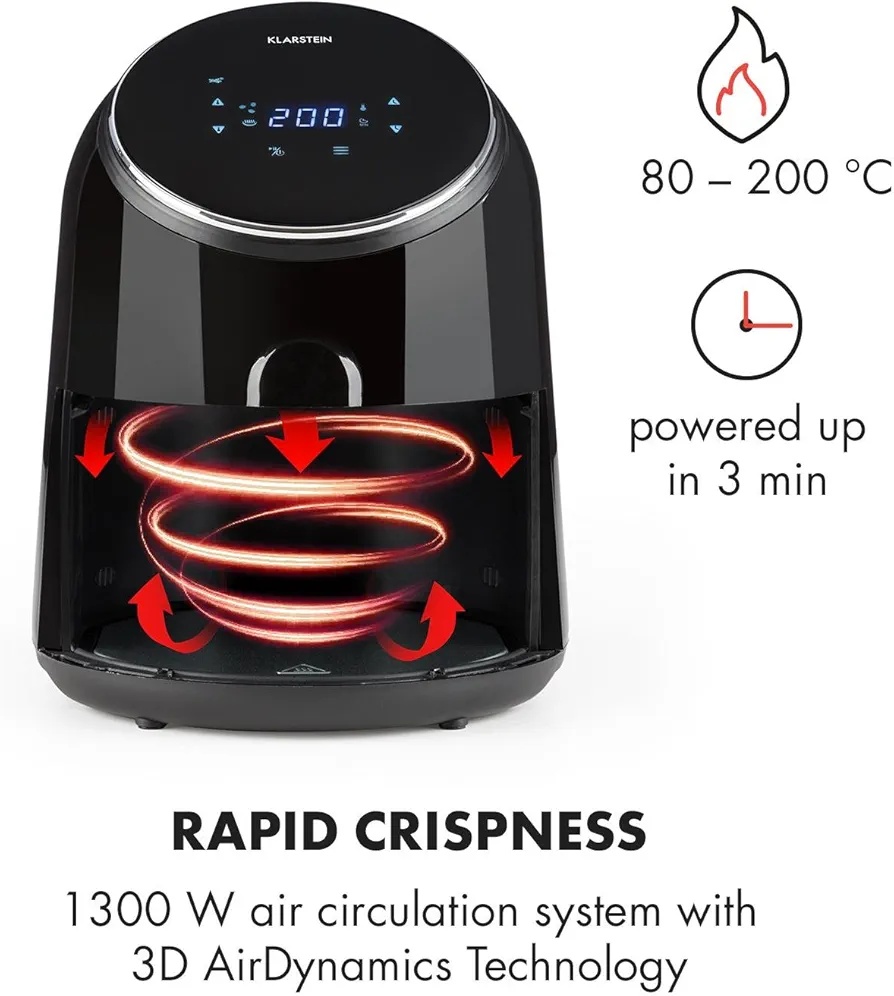 KLARSTEIN
200
80 – 200 °C
powered up
in 3 min
RAPID CRISPNESS
1300 W air circulation system with
3D AirDynamics Technology